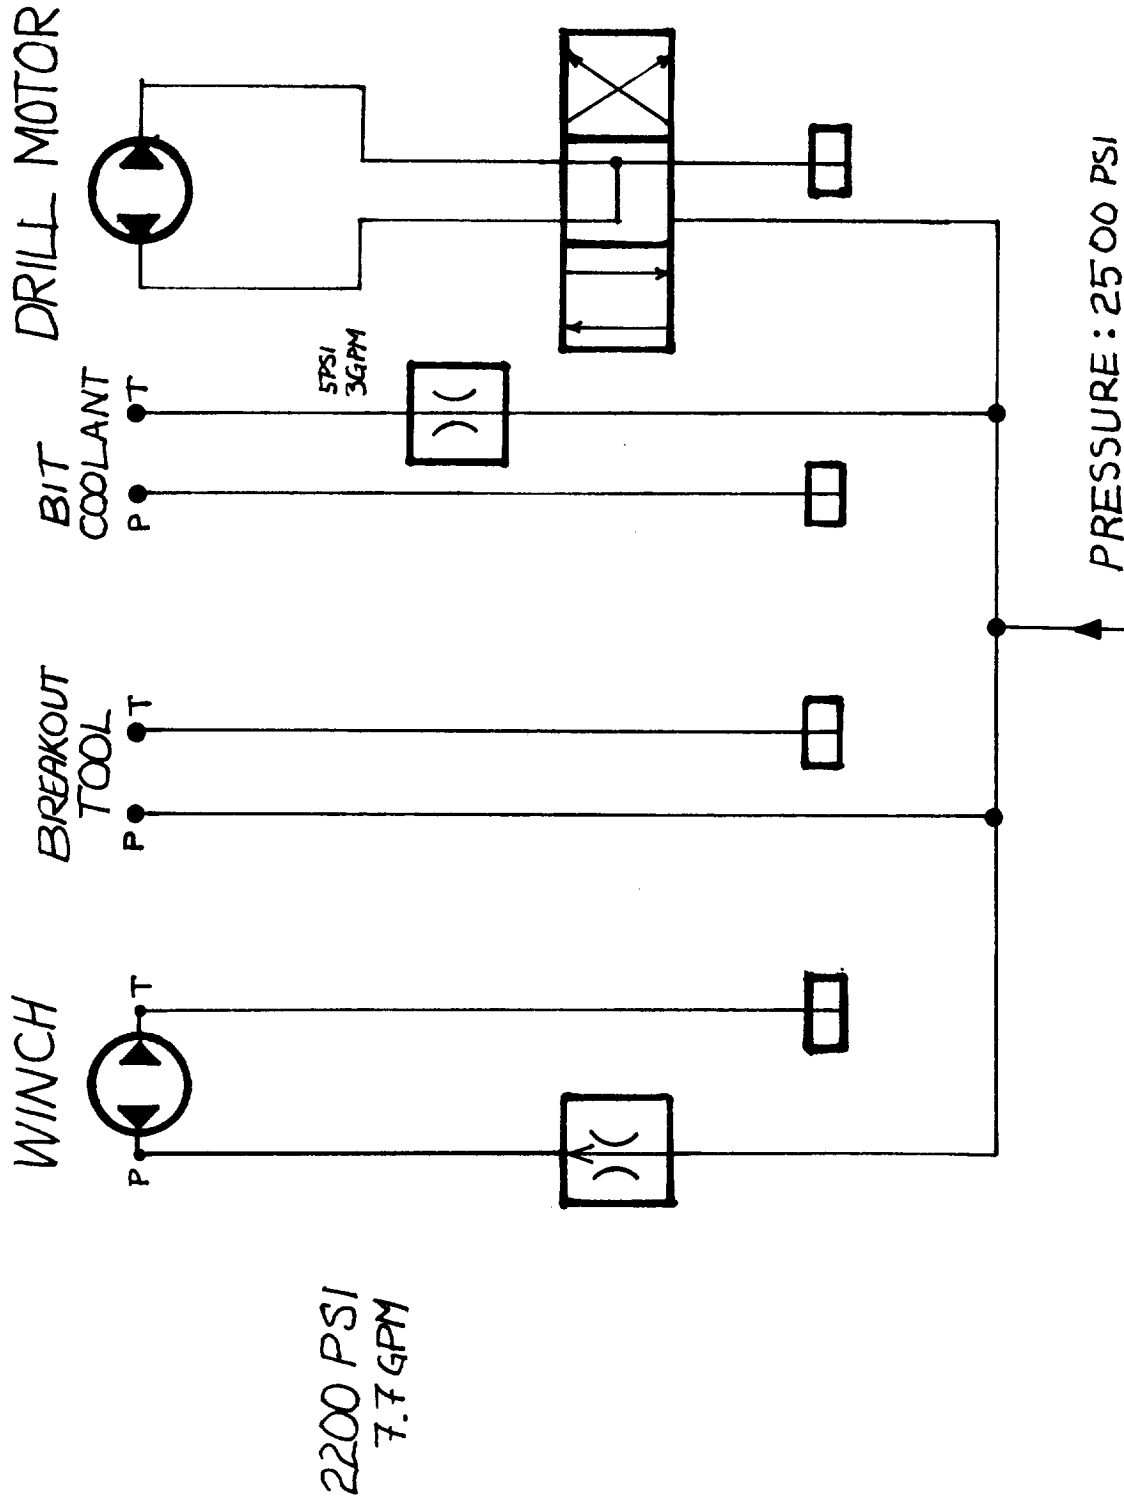 WINCH
P
T
BREAKOUT
TOOL
P
T
BIT
COOLANT
P
T
DRILL MOTOR
5PSI
3GPM
2200 PSI
7.7 GPM
PRESSURE: 2500 PSI